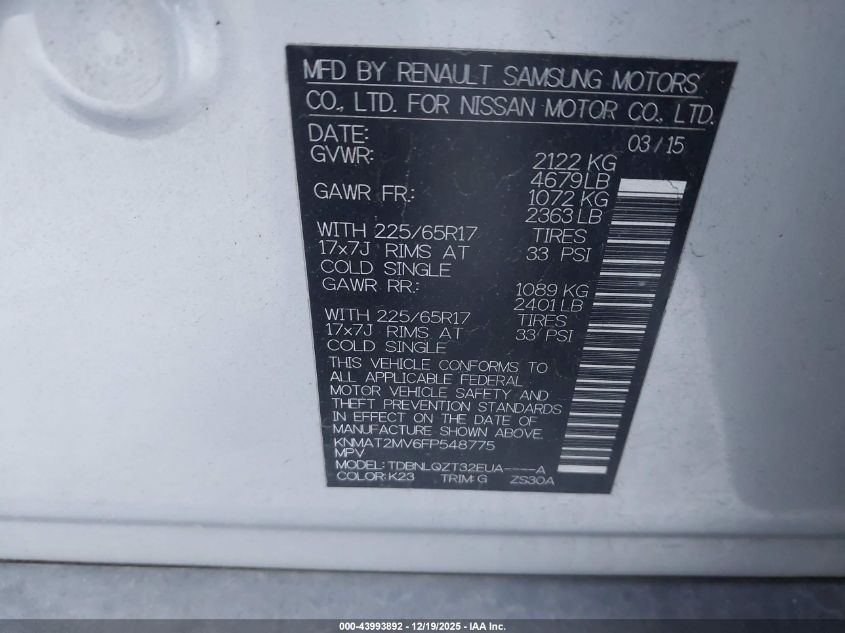 MFD BY RENAULT SAMSUNG MOTORS
CO., LTD. FOR NISSAN MOTOR CO., LTD.
DATE: 03/15
GVWR: 2122 KG
4679LB
GAWR FR.: 1072 KG
2363 LB
WITH 225/65R17 TIRES
17x7J RIMS AT 33 PSI
COLD SINGLE
GAWR RR.: 1089 KG
2401LB
WITH 225/65R17 TIRES
17x7J RIMS AT 33 PSI
COLD SINGLE
THIS VEHICLE CONFORMS TO
ALL APPLICABLE FEDERAL
MOTOR VEHICLE SAFETY AND
THEFT PREVENTION STANDARDS
IN EFFECT ON THE DATE OF
MANUFACTURE SHOWN ABOVE.
KNMAT2MV6FP548775
MPV
MODEL: TDBNLQZT32EUA----A
COLOR: K23 TRIM: G ZS30A
000-43993892 - 12/19/2025 - IAA Inc.